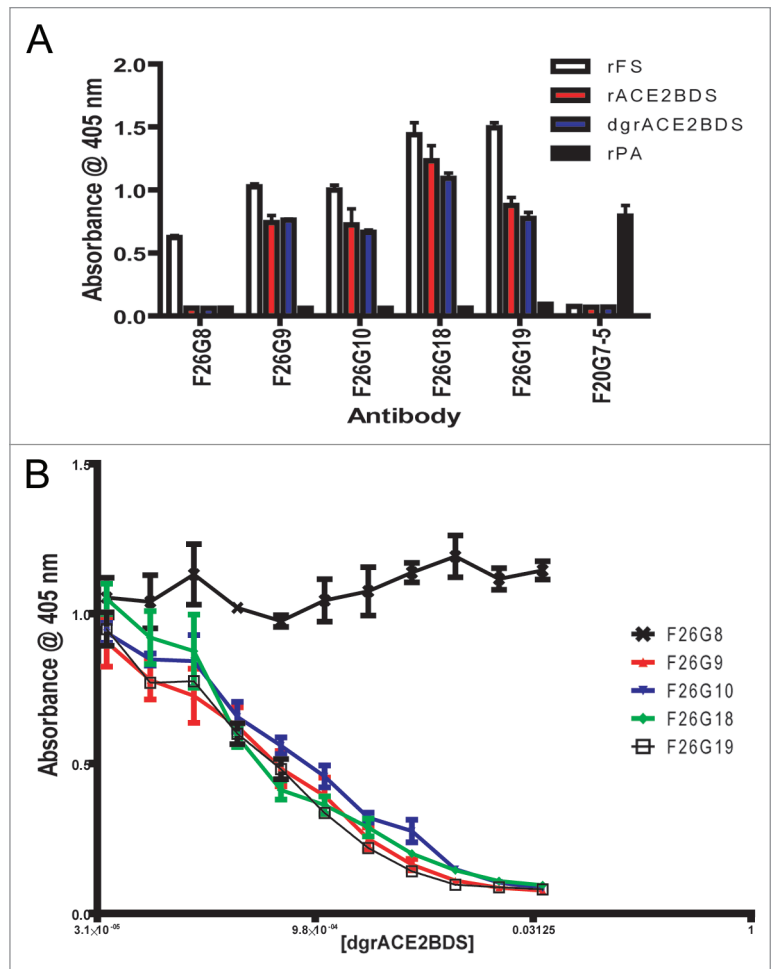 A
2.0
1.5
1.0
0.5
0.0
Absorbance @ 405 nm
rFS
rACE2BDS
dgrACE2BDS
rPA
F26G8
F26G9
F26G10
F26G18
F26G19
F20G7-5
Antibody
B
1.5
1.0
0.5
0.0
Absorbance @ 405 nm
F26G8
F26G9
F26G10
F26G18
F26G19
3.1×10⁻⁰⁵
9.8×10⁻⁰⁴
0.03125
1
[dgrACE2BDS]